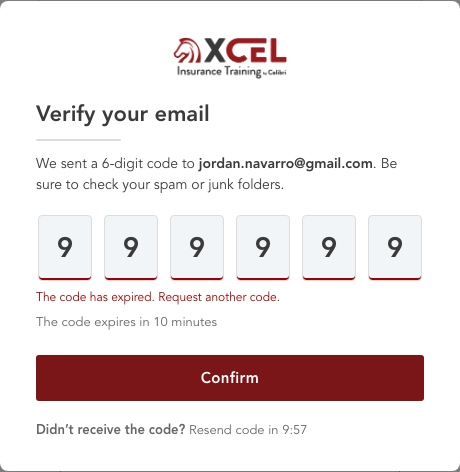 XCEL
Insurance Training by Calibri
Verify your email
We sent a 6-digit code to jordan.navarro@gmail.com. Be
sure to check your spam or junk folders.
9 9 9 9 9 9
The code has expired. Request another code.
The code expires in 10 minutes
Confirm
Didn’t receive the code? Resend code in 9:57